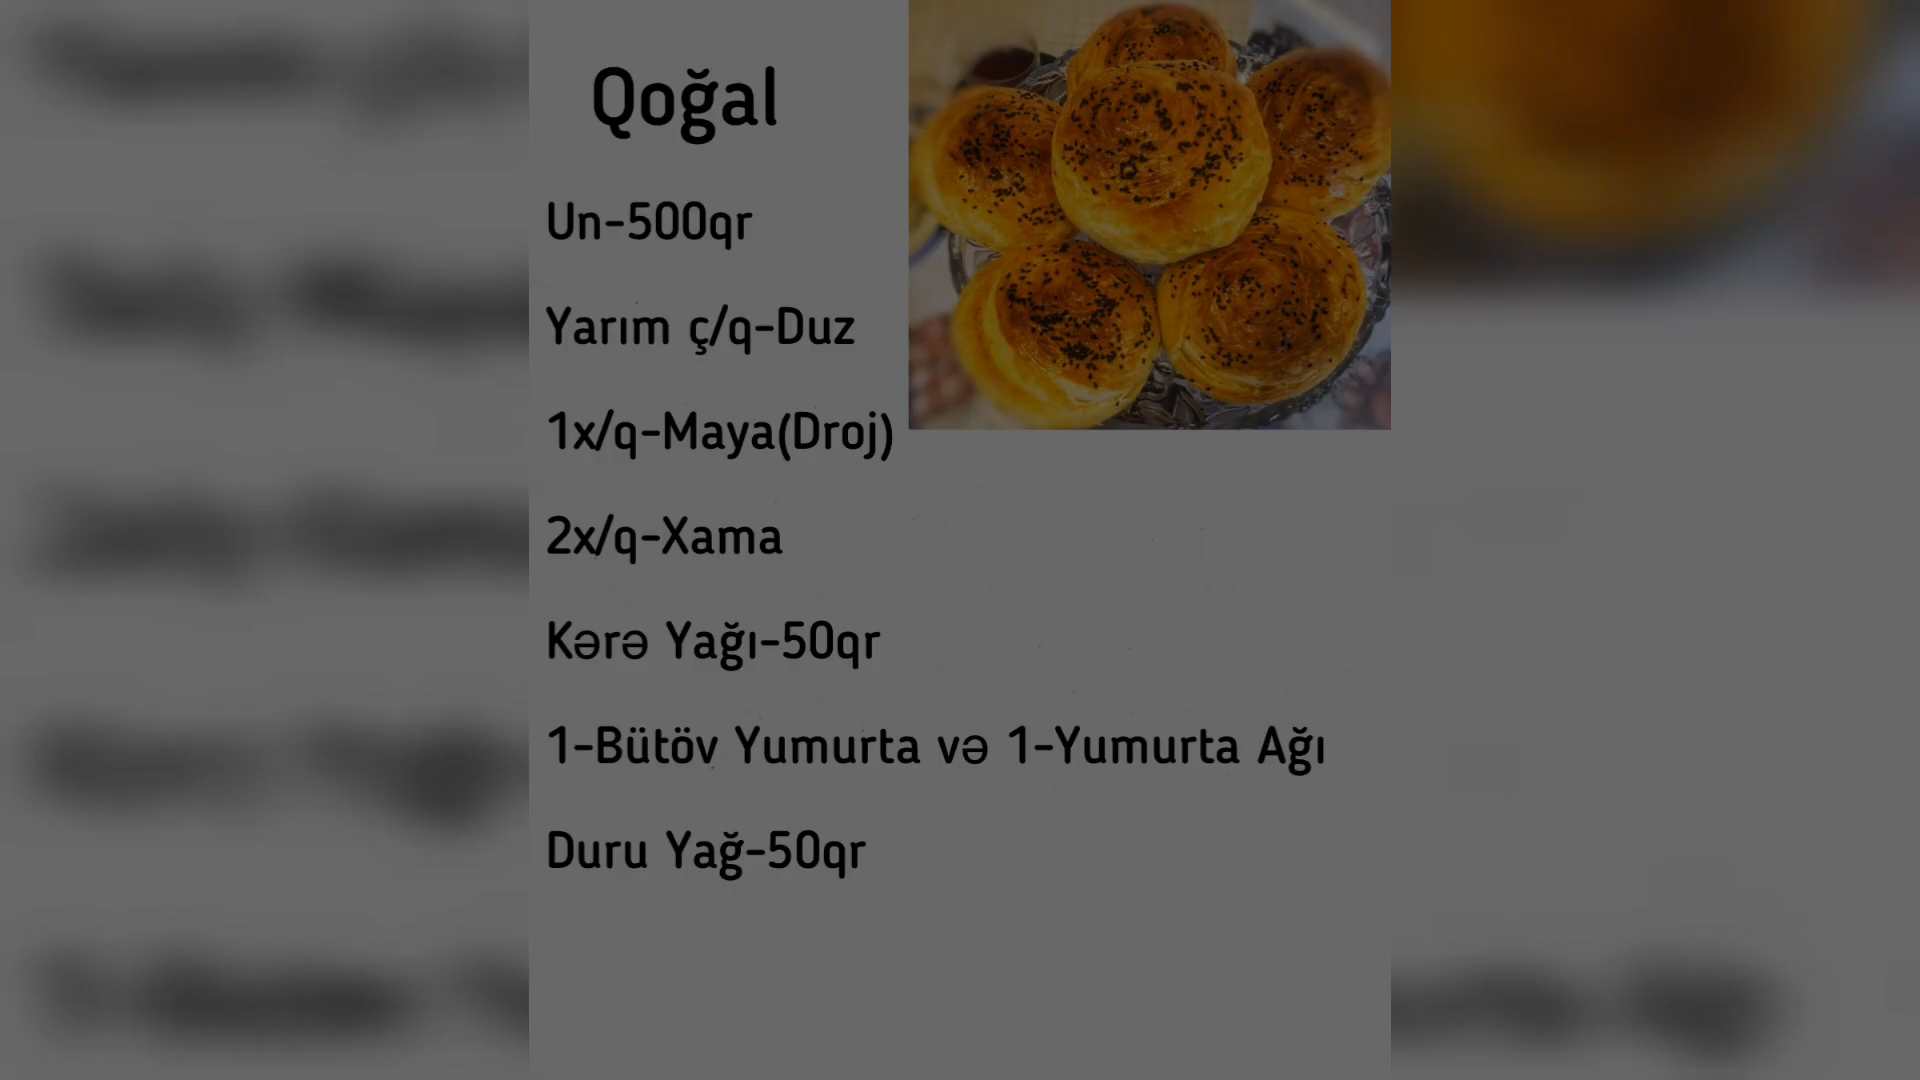 Qoğal
Un-500qr
Yarım ç/q-Duz
1x/q-Maya(Droj)
2x/q-Xama
Kərə Yağı-50qr
1-Bütöv Yumurta və 1-Yumurta Ağı
Duru Yağ-50qr